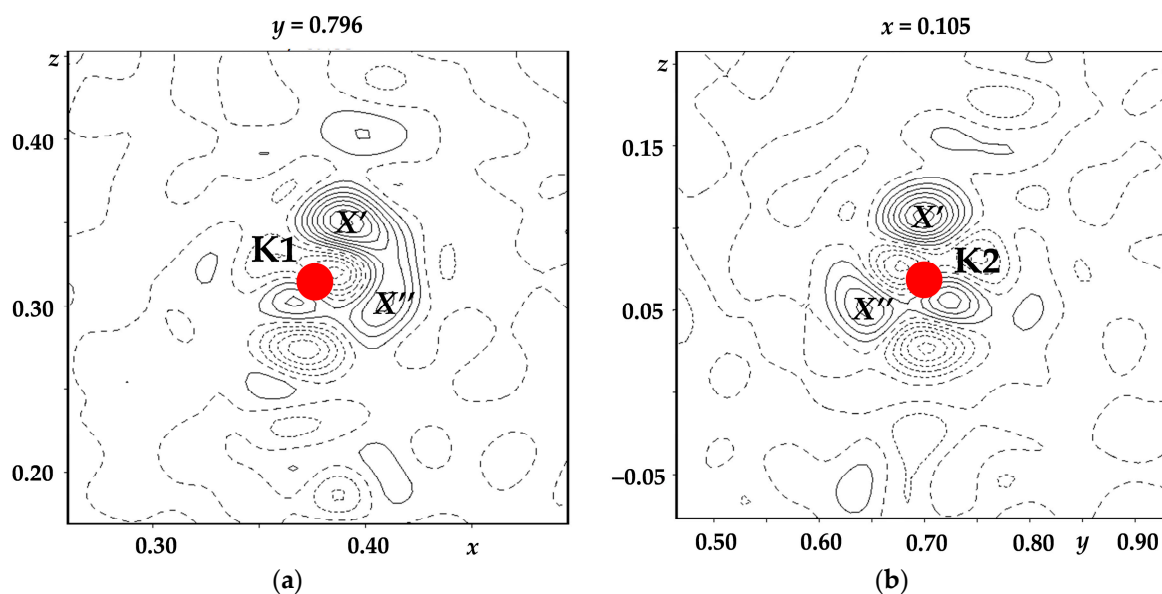 y = 0.796
z
0.40
0.30
0.20
0.30
0.40
x
K1
X′
X″
(a)
x = 0.105
z
0.15
0.05
−0.05
0.50
0.60
0.70
0.80
y
0.90
X′
K2
X″
(b)